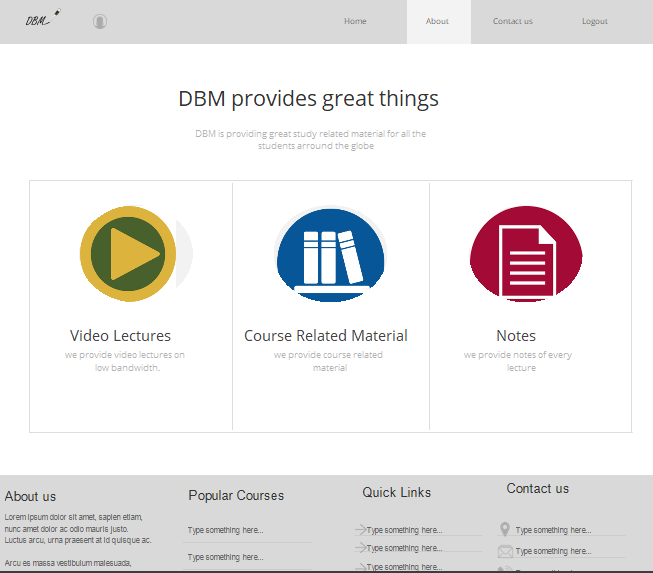 DBM
Home
About
Contact us
Logout
DBM provides great things
DBM is providing great study related material for all the
students arround the globe
Video Lectures
we provide video lectures on
low bandwidth.
Course Related Material
we provide course related
material
Notes
we provide notes of every
lecture
About us
Lorem ipsum dolor sit amet, sapien etiam,
nunc amet dolor ac odio mauris justo.
Luctus arcu, urna praesent at id quisque ac.
Arcu es massa vestibulum malesuada,
Popular Courses
Type something here...
Type something here...
Quick Links
Type something here...
Type something here...
Type something here...
Contact us
Type something here...
Type something here...
Type something here...